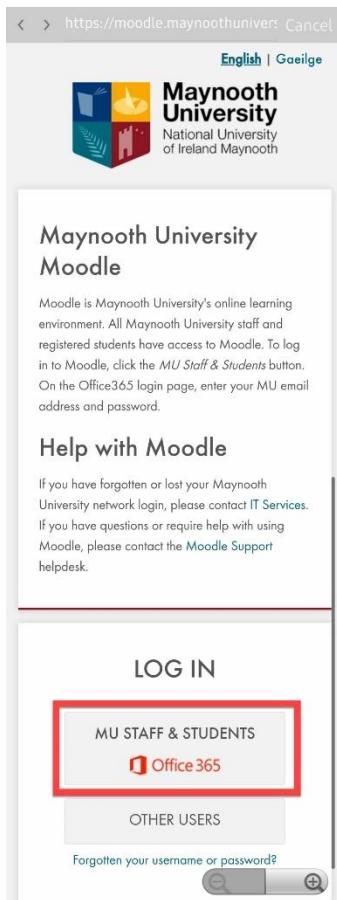 https://moodle.maynoothunivers Cancel
English | Gaeilge
Maynooth
University
National University
of Ireland Maynooth
Maynooth University
Moodle
Moodle is Maynooth University's online learning
environment. All Maynooth University staff and
registered students have access to Moodle. To log
in to Moodle, click the MU Staff & Students button.
On the Office365 login page, enter your MU email
address and password.
Help with Moodle
If you have forgotten or lost your Maynooth
University network login, please contact IT Services.
If you have questions or require help with using
Moodle, please contact the Moodle Support
helpdesk.
LOG IN
MU STAFF & STUDENTS
Office 365
OTHER USERS
Forgotten your username or password?